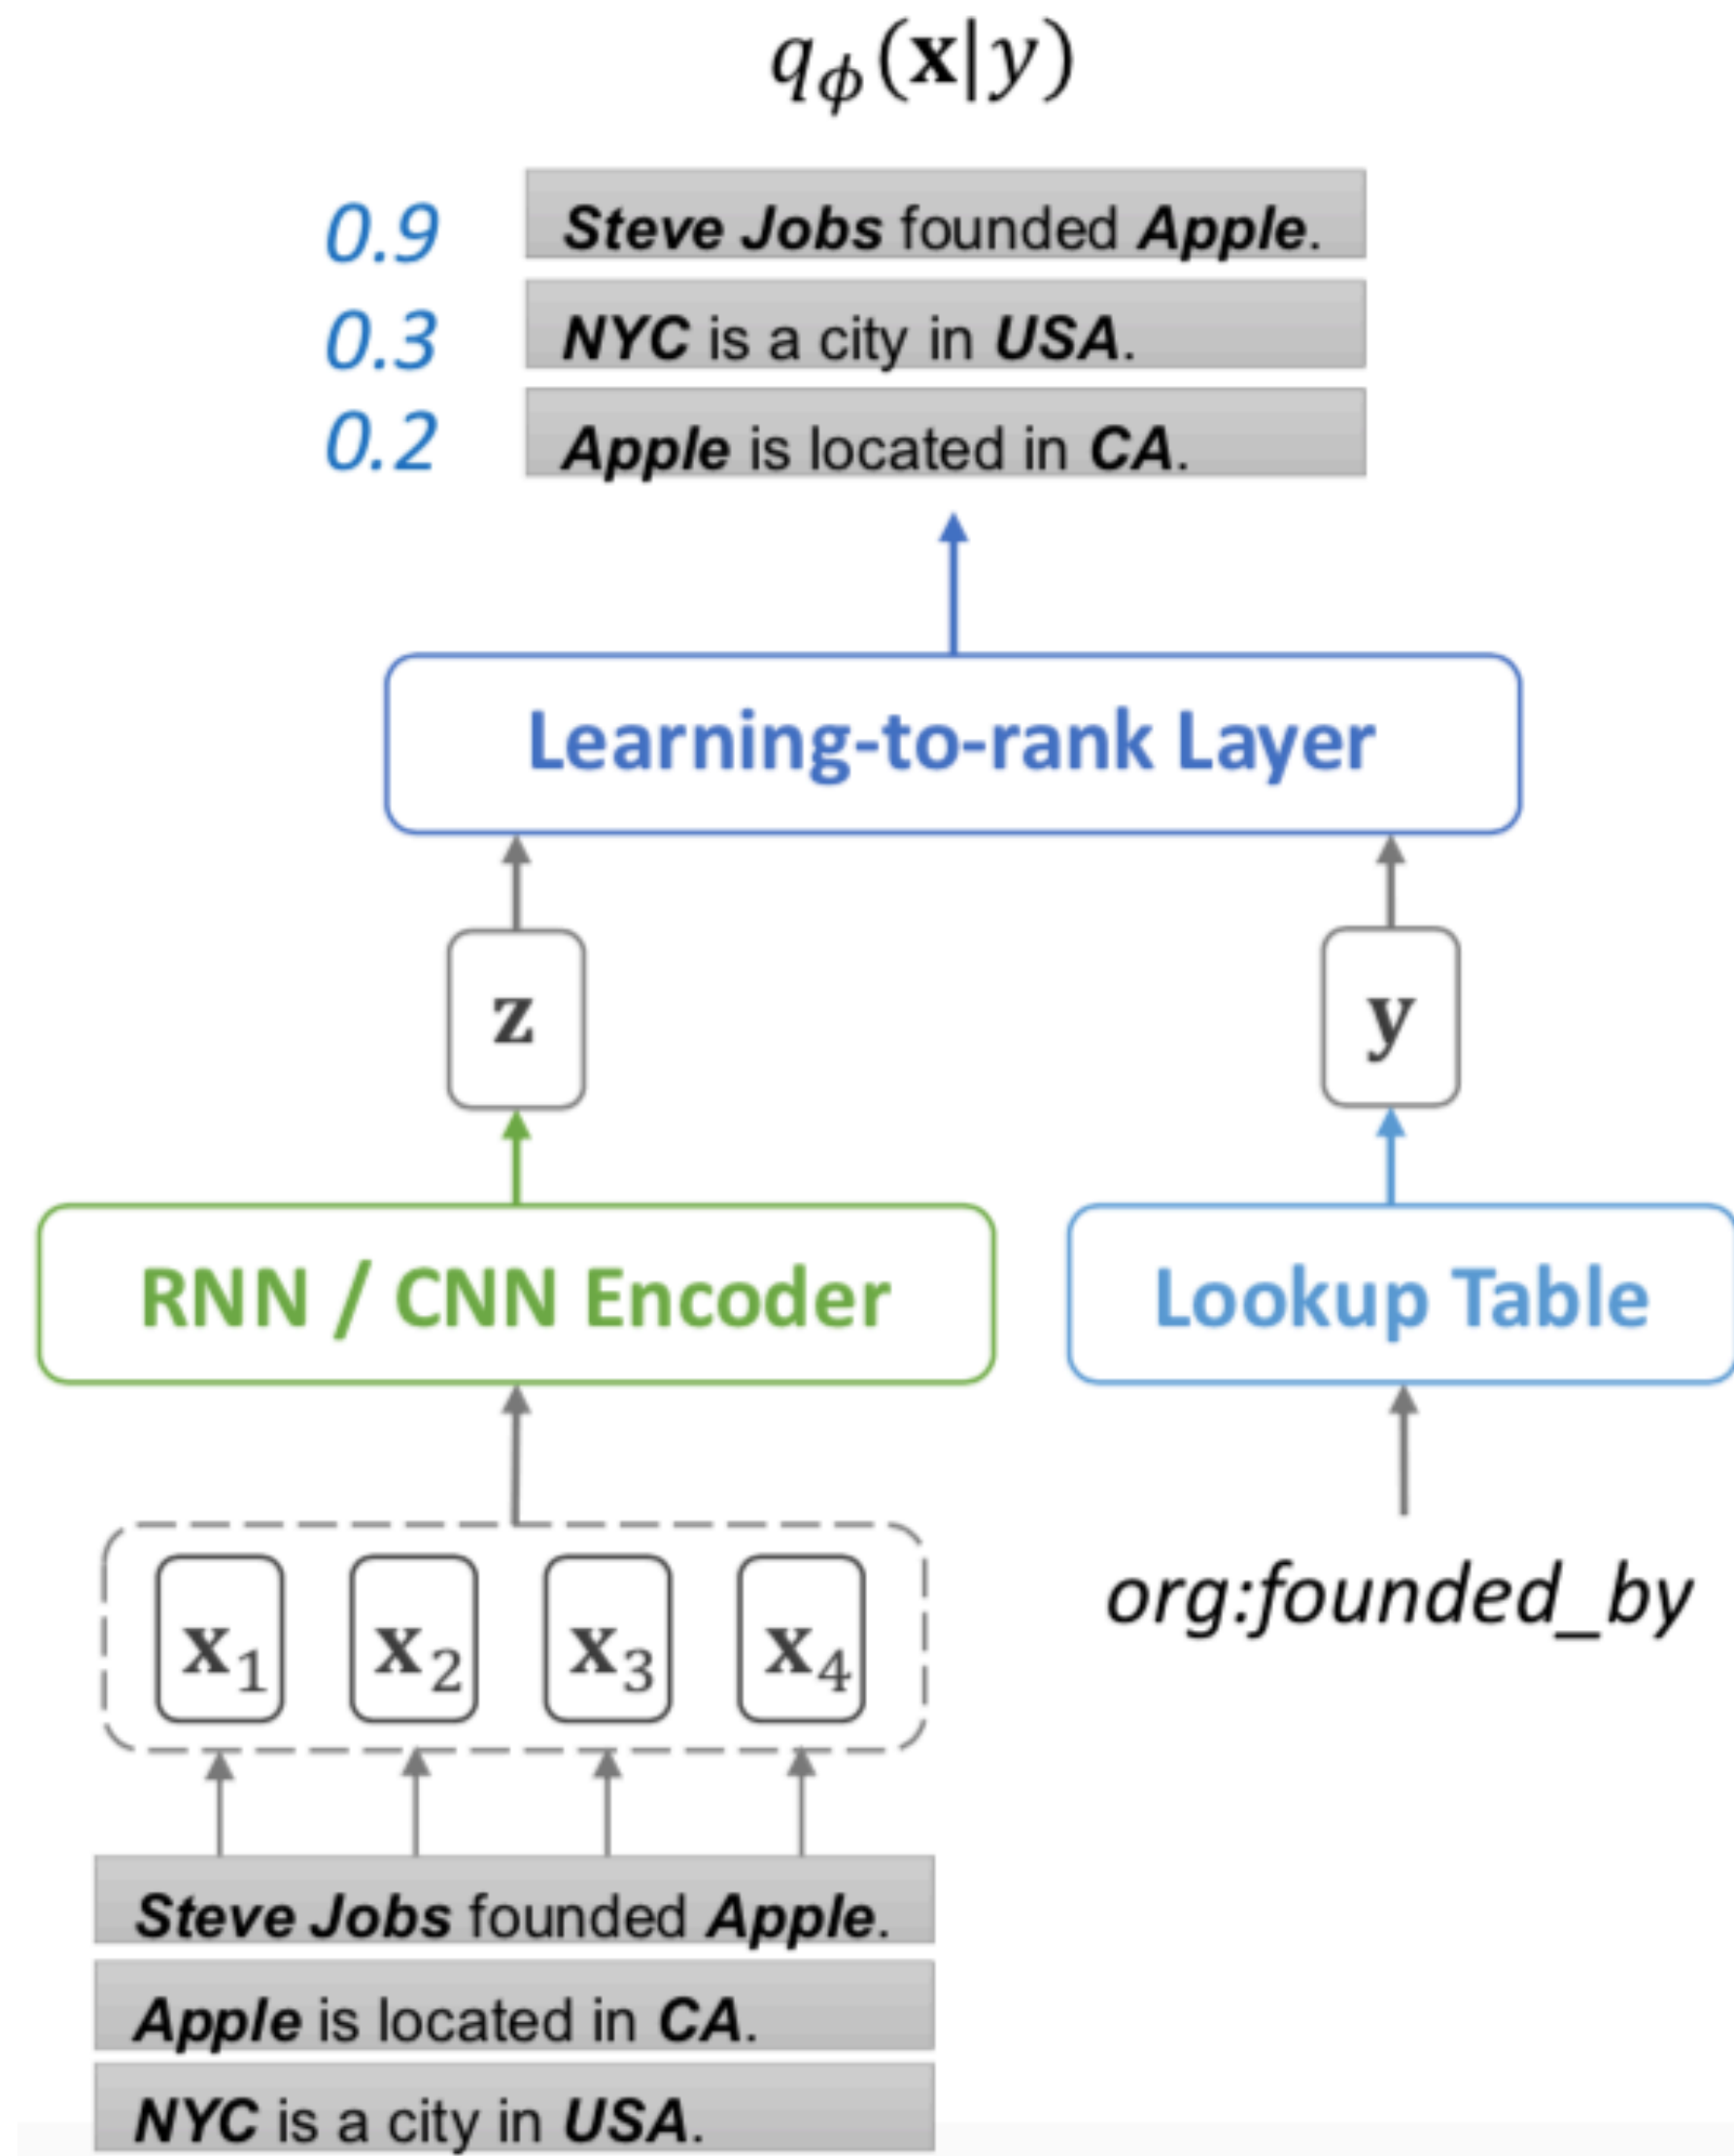 qϕ(x|y)
0.9 Steve Jobs founded Apple.
0.3 NYC is a city in USA.
0.2 Apple is located in CA.
Learning-to-rank Layer
z y
RNN / CNN Encoder Lookup Table
x1 x2 x3 x4 org:founded_by
Steve Jobs founded Apple.
Apple is located in CA.
NYC is a city in USA.